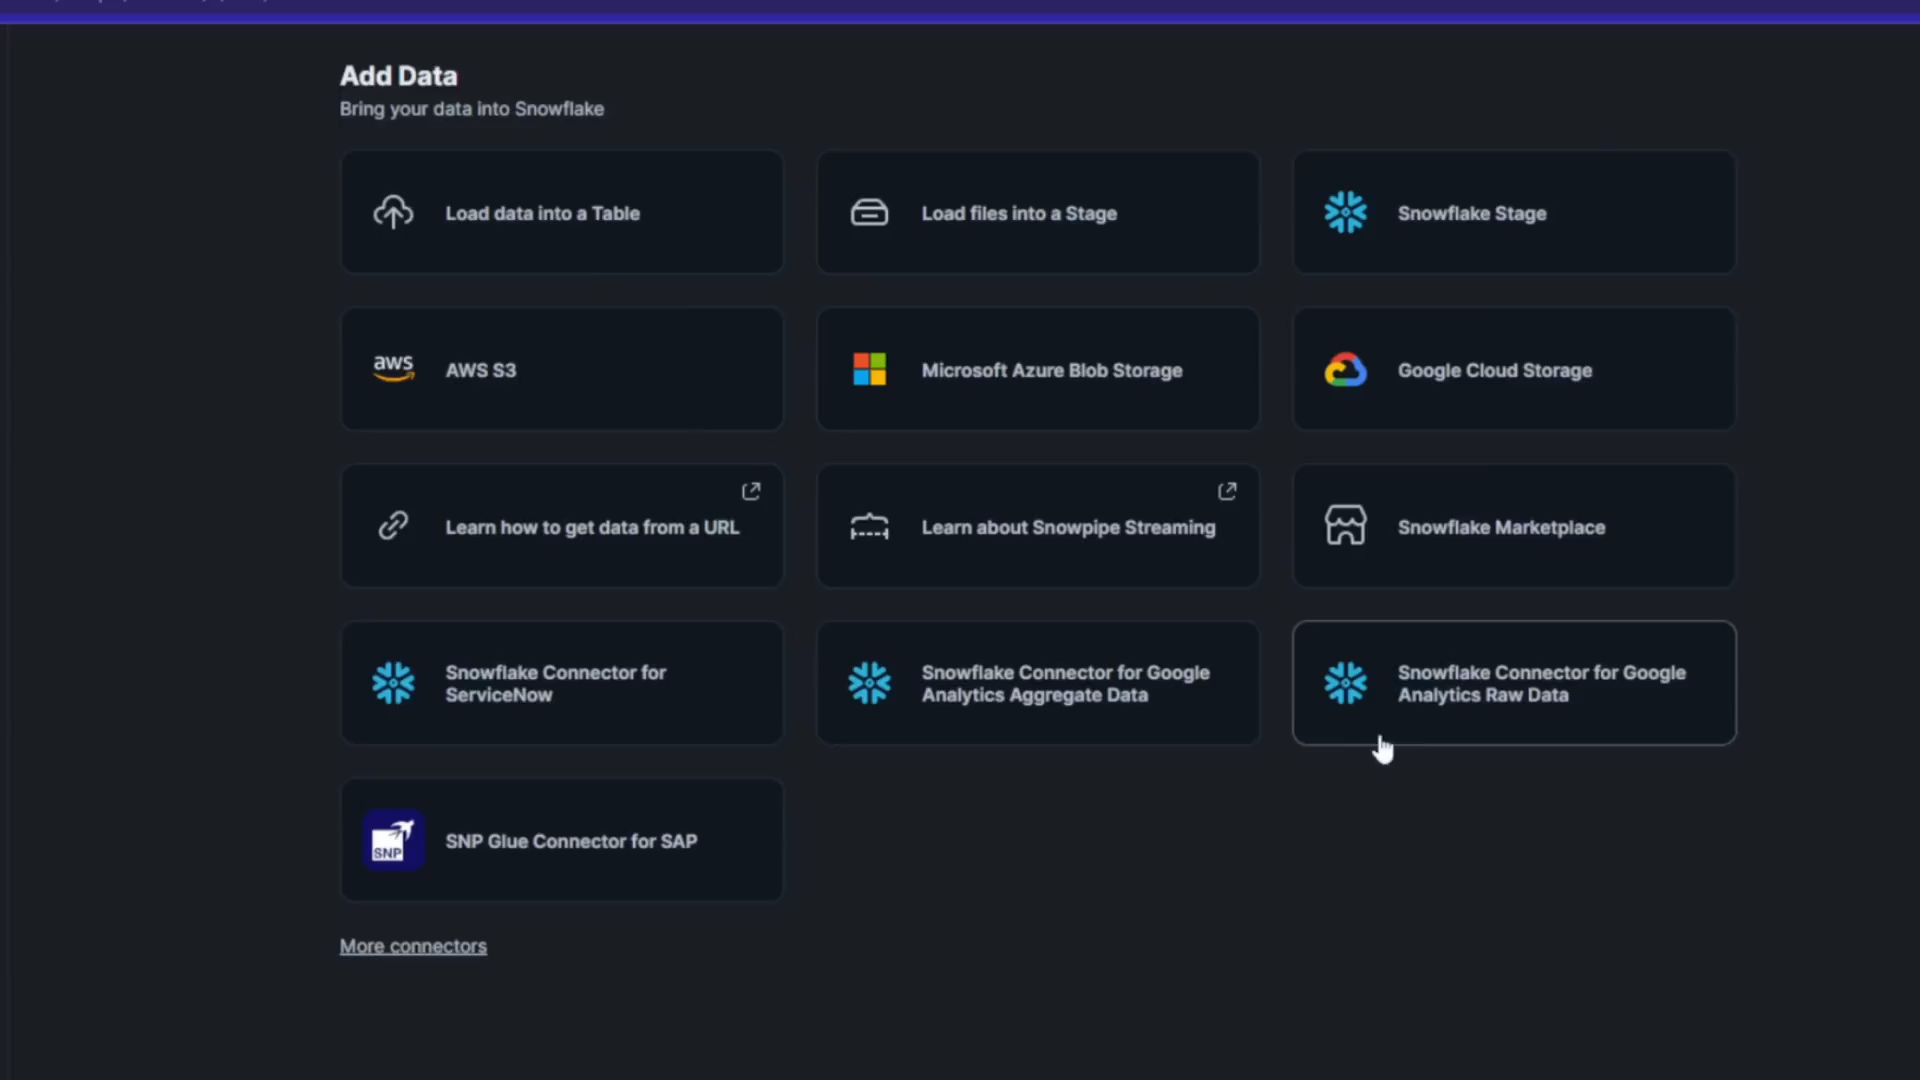 Add Data
Bring your data into Snowflake
Load data into a Table
Load files into a Stage
Snowflake Stage
aws
AWS S3
Microsoft Azure Blob Storage
Google Cloud Storage
Learn how to get data from a URL
Learn about Snowpipe Streaming
Snowflake Marketplace
Snowflake Connector for
ServiceNow
Snowflake Connector for Google
Analytics Aggregate Data
Snowflake Connector for Google
Analytics Raw Data
SNP
SNP Glue Connector for SAP
More connectors